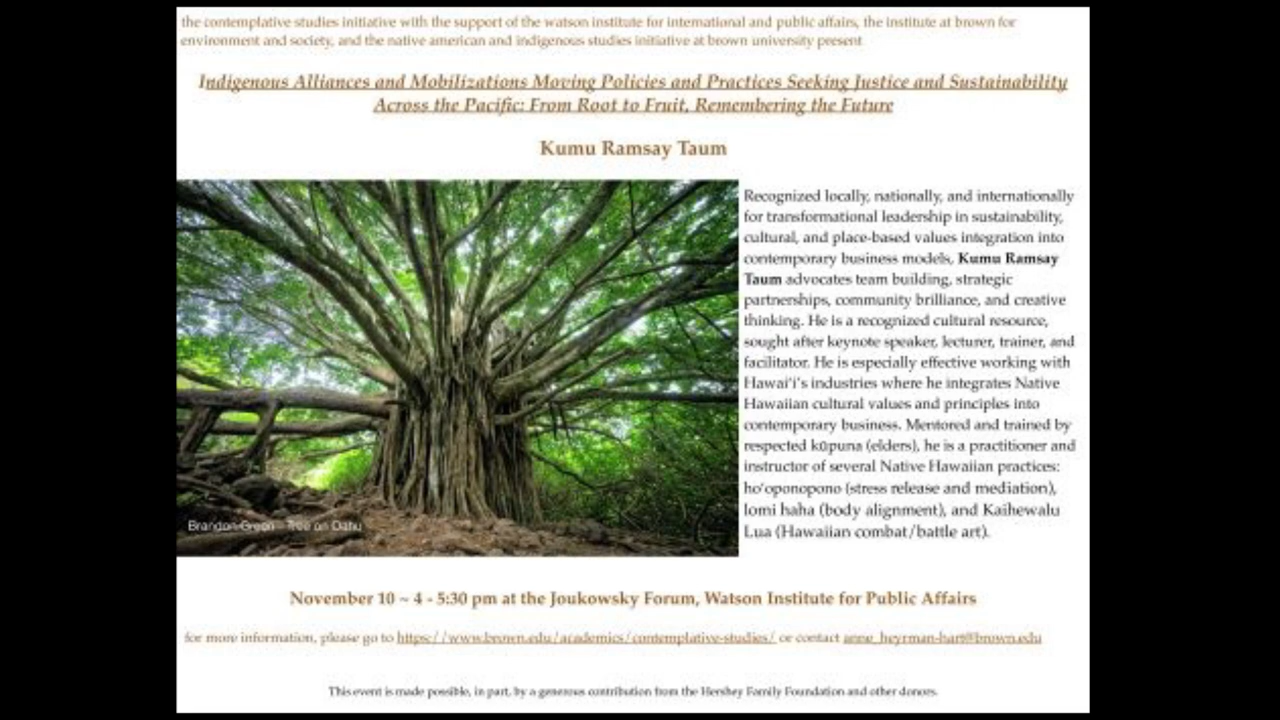 the contemplative studies initiative with the support of the watson institute for international and public affairs, the institute at brown for
environment and society, and the native american and indigenous studies initiative at brown university present
Indigenous Alliances and Mobilizations Moving Policies and Practices Seeking Justice and Sustainability
Across the Pacific: From Root to Fruit, Remembering the Future
Kumu Ramsay Taum
Recognized locally, nationally, and internationally
for transformational leadership in sustainability,
cultural, and place-based values integration into
contemporary business models, Kumu Ramsay
Taum advocates team building, strategic
partnerships, community brilliance, and creative
thinking. He is a recognized cultural resource,
sought after keynote speaker, lecturer, trainer, and
facilitator. He is especially effective working with
Hawai'i's industries where he integrates Native
Hawaiian cultural values and principles into
contemporary business. Mentored and trained by
respected kūpuna (elders), he is a practitioner and
instructor of several Native Hawaiian practices:
ho'oponopono (stress release and mediation),
lomi haha (body alignment), and Kaihewalu
Lua (Hawaiian combat/battle art).
Brandon Green - Tree on Oahu
November 10 ~ 4 - 5:30 pm at the Joukowsky Forum, Watson Institute for Public Affairs
for more information, please go to https://www.brown.edu/academics/contemplative-studies/ or contact anne_heyrman-hart@brown.edu
This event is made possible, in part, by a generous contribution from the Hershey Family Foundation and other donors.